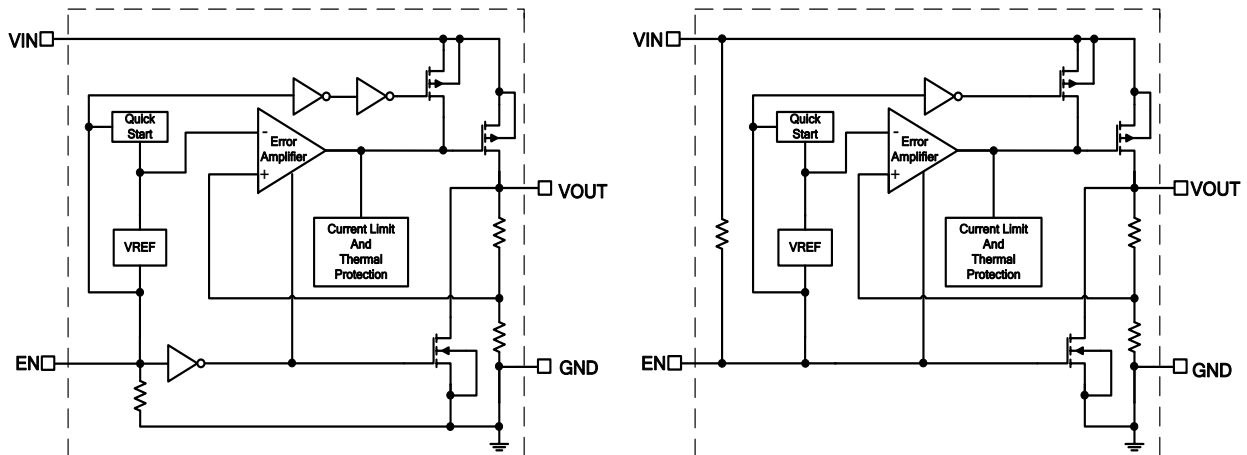 VIN
Quick
Start
-
Error
Amplifier
+
VOUT
VREF
Current Limit
And
Thermal
Protection
EN
GND
VIN
Quick
Start
-
Error
Amplifier
+
VOUT
VREF
Current Limit
And
Thermal
Protection
EN
GND